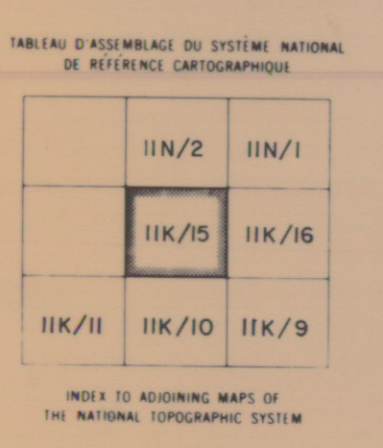 TABLEAU D'ASSEMBLAGE DU SYSTÈME NATIONAL
DE RÉFÉRENCE CARTOGRAPHIQUE
11N/2 11N/1
11K/15 11K/16
11K/11 11K/10 11K/9
INDEX TO ADJOINING MAPS OF
THE NATIONAL TOPOGRAPHIC SYSTEM